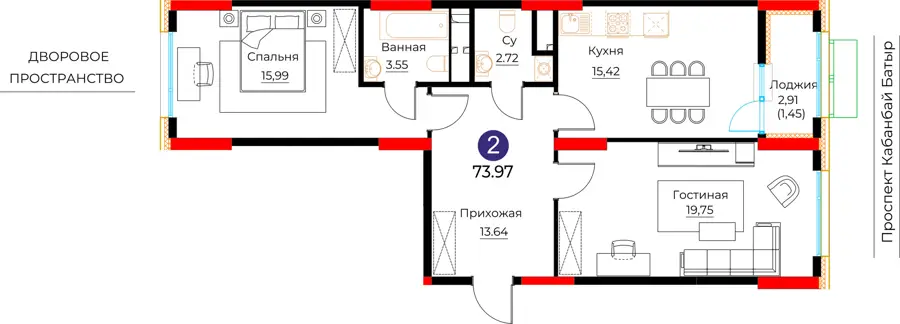 ДВОРОВОЕ
ПРОСТРАНСТВО
Спальня
15,99
Ванная
3.55
Су
2.72
Кухня
15,42
Лоджия
2,91
(1,45)
2
73.97
Прихожая
13.64
Гостиная
19,75
Проспект Кабанбай Батыр